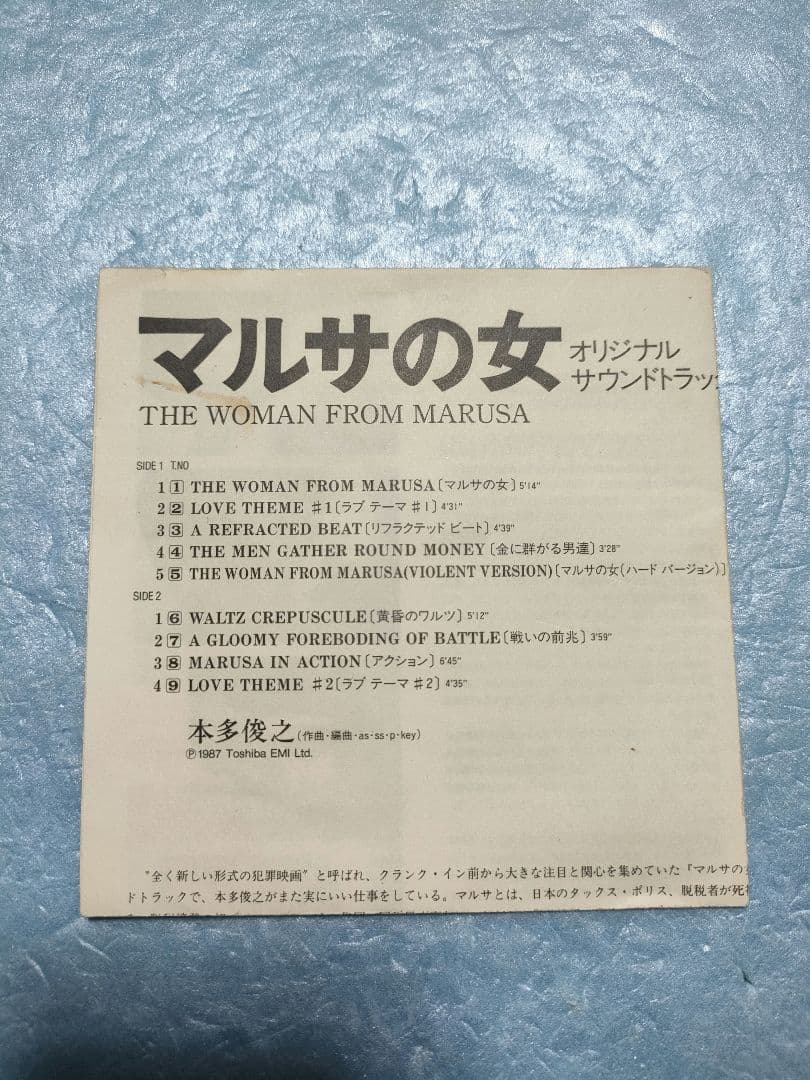 マルサの女 オリジナル
サウンドトラッ
THE WOMAN FROM MARUSA
SIDE 1 T.NO
1 1 THE WOMAN FROM MARUSA〔マルサの女〕5'14"
2 2 LOVE THEME ♯1〔ラブ テーマ♯1〕4'31"
3 3 A REFRACTED BEAT〔リフラクテッド ビート〕4'39"
4 4 THE MEN GATHER ROUND MONEY〔金に群がる男達〕3'28"
5 5 THE WOMAN FROM MARUSA(VIOLENT VERSION)〔マルサの女(ハード バージョン)〕
SIDE 2
1 6 WALTZ CREPUSCULE〔黄昏のワルツ〕5'12"
2 7 A GLOOMY FOREBODING OF BATTLE〔戦いの前兆〕3'59"
3 8 MARUSA IN ACTION〔アクション〕6'45"
4 9 LOVE THEME ♯2〔ラブ テーマ♯2〕4'35"
本多俊之(作曲・編曲・as・ss・p・key)
Ⓟ1987 Toshiba EMI Ltd.
"全く新しい形式の犯罪映画"と呼ばれ、クランク・イン前から大きな注目と関心を集めていた『マルサの
ドトラックで、本多俊之がまた実にいい仕事をしている。マルサとは、日本のタックス・ポリス、脱税者が死